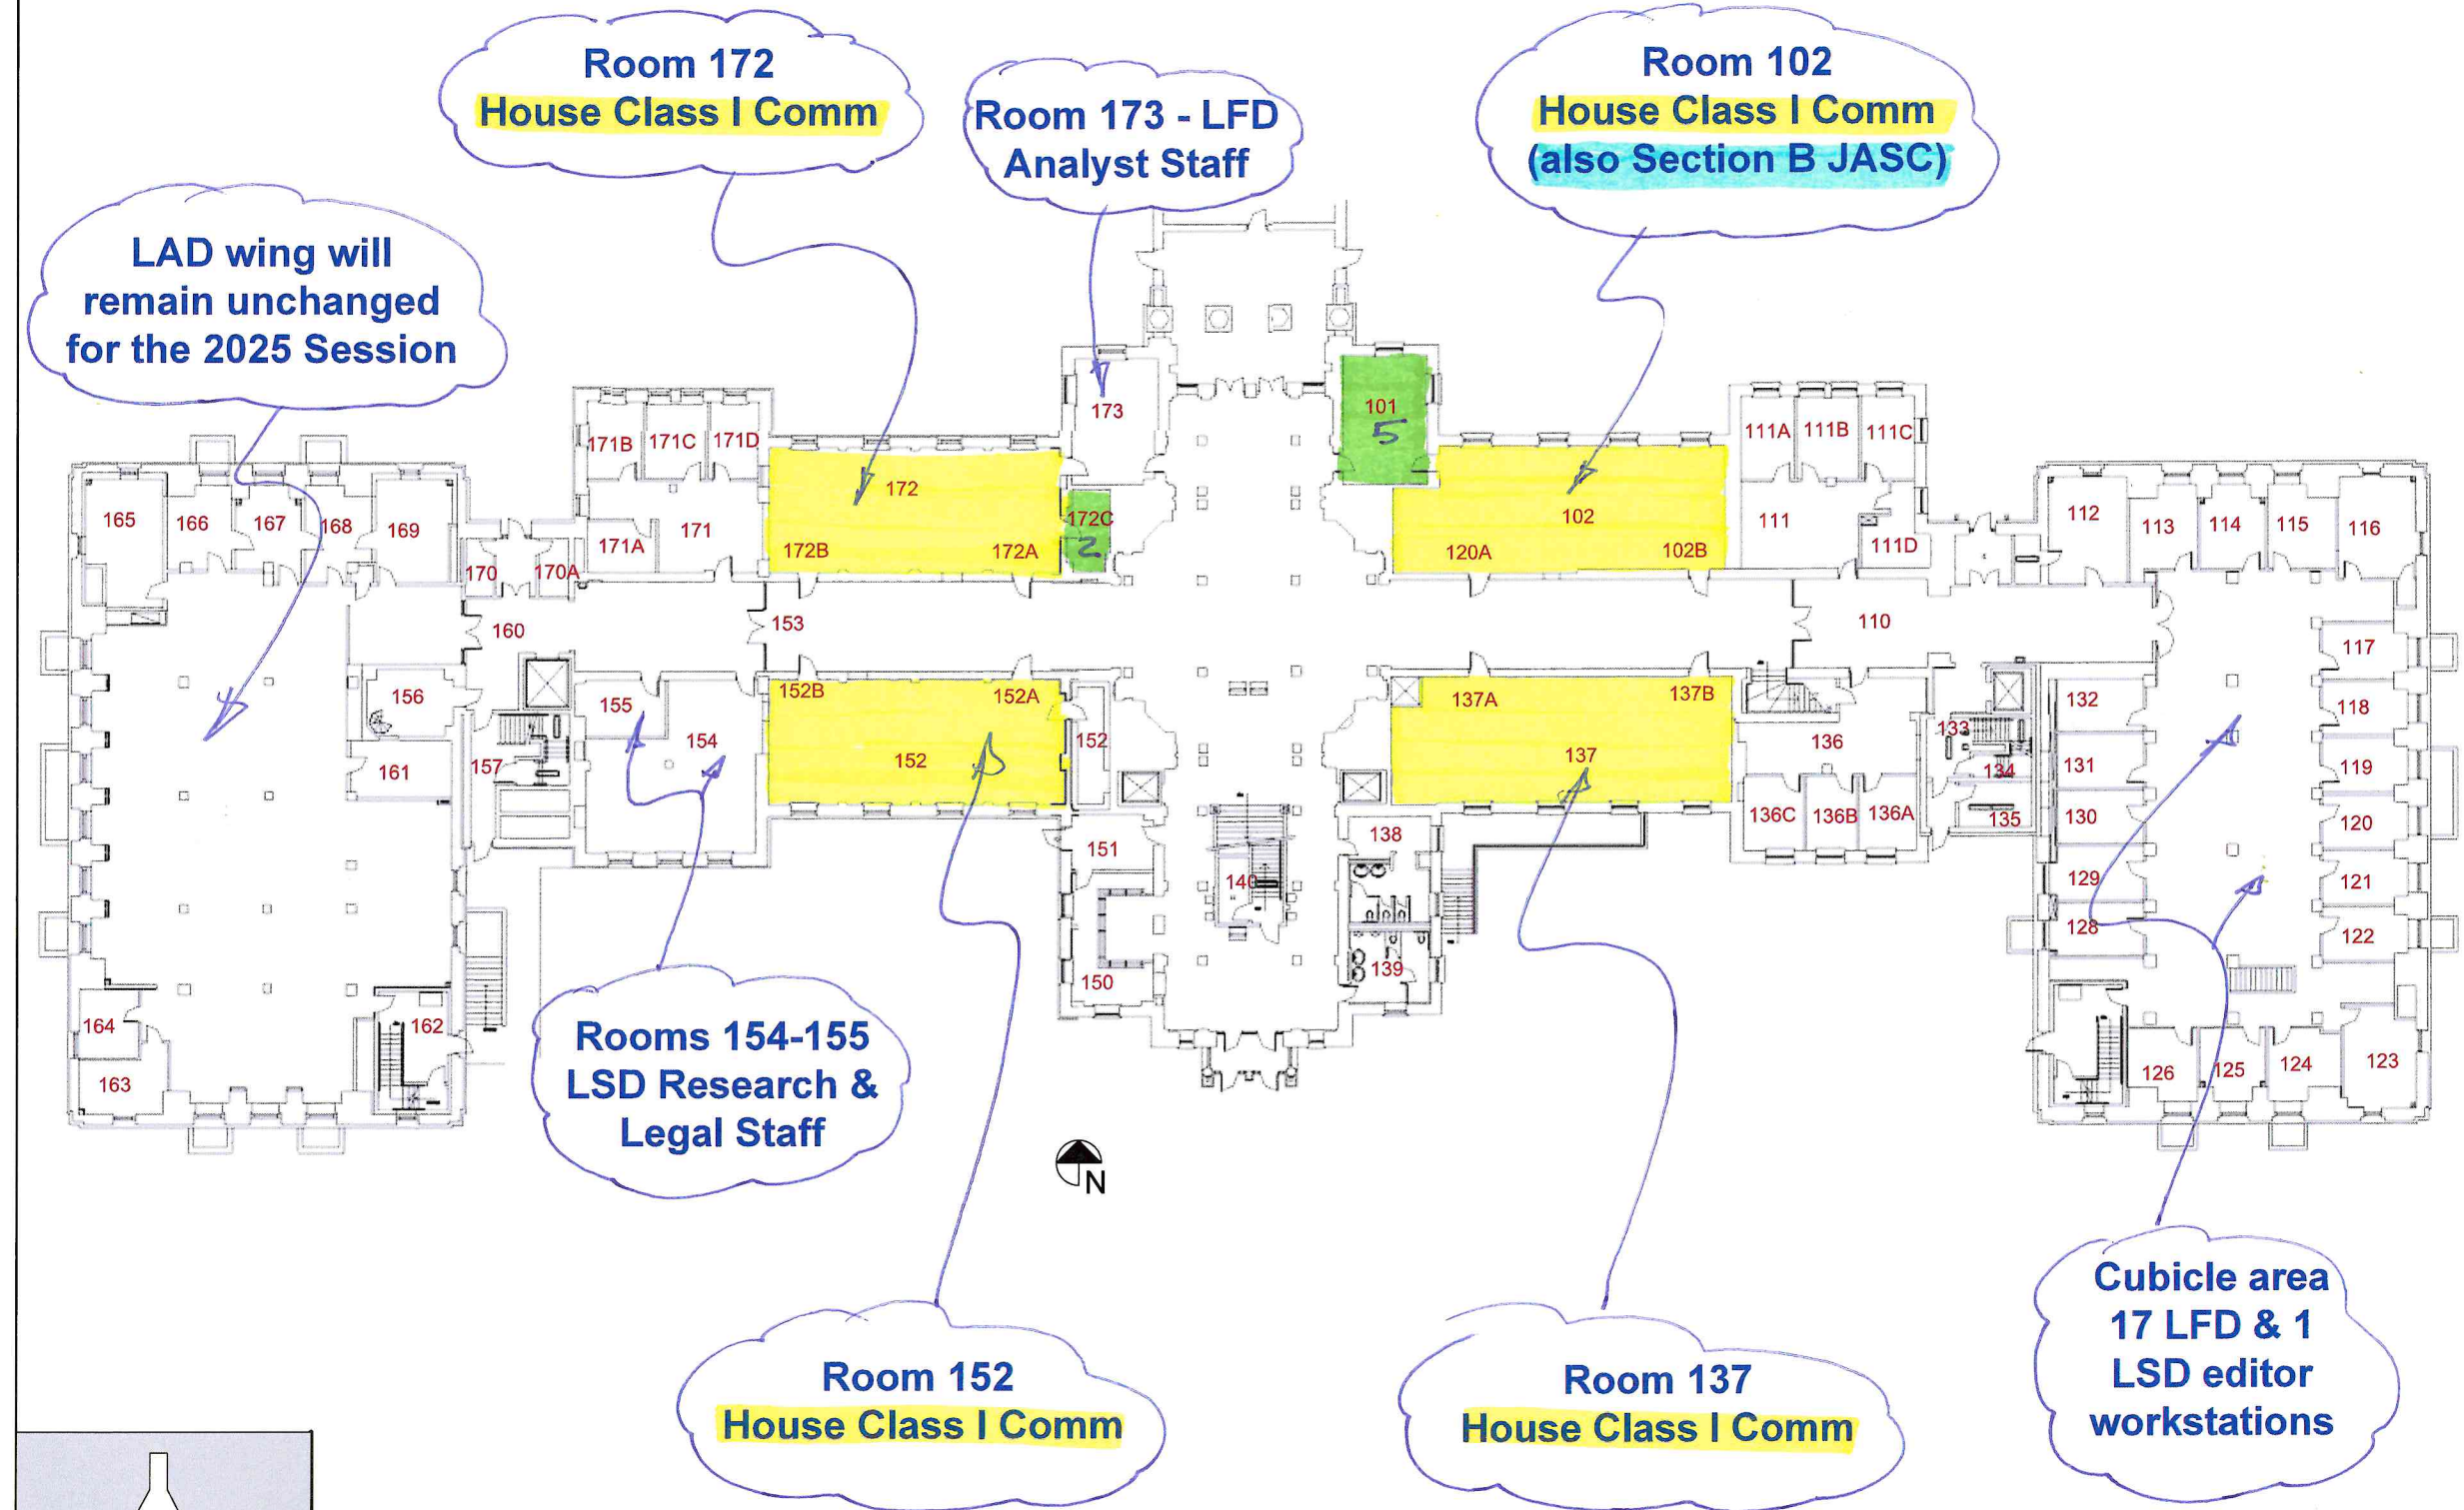 Room 172
House Class I Comm
Room 173 - LFD
Analyst Staff
Room 102
House Class I Comm
(also Section B JASC)
LAD wing will
remain unchanged
for the 2025 Session
173
101
5
171B
171C
171D
111A
111B
111C
172
102
165
166
167
168
169
171
171A
172B
172A
172C
2
120A
102B
111
111D
112
113
114
115
116
170
170A
160
153
110
117
156
155
154
152B
152A
152
152
137A
137B
137
136
133
132
118
161
157
134
131
119
151
138
136C
136B
136A
135
130
120
140
129
121
128
122
150
139
164
162
163
126
125
124
123
Rooms 154-155
LSD Research &
Legal Staff
N
Room 152
House Class I Comm
Room 137
House Class I Comm
Cubicle area
17 LFD & 1
LSD editor
workstations